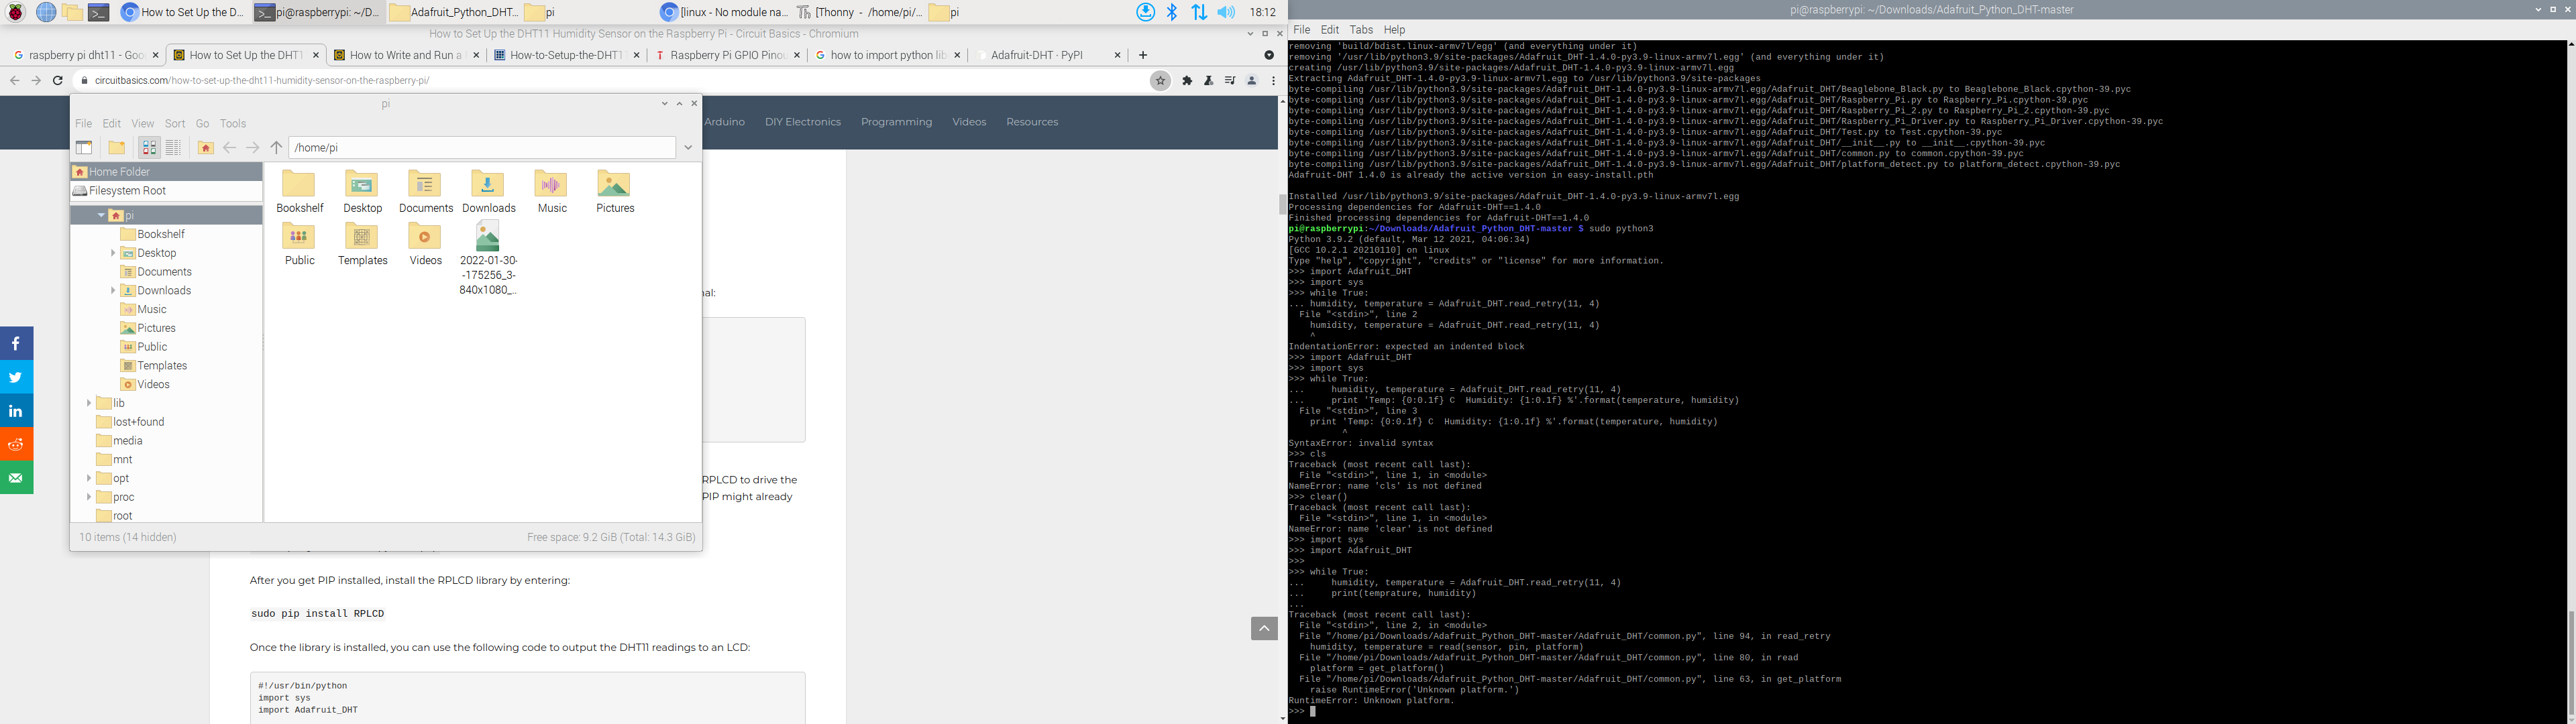 How to Set Up the D...
pi@raspberrypi: ~/D...
Adafruit_Python_DHT...
pi
[linux - No module na...
[Thonny - /home/pi/...
pi
18:12
How to Set Up the DHT11 Humidity Sensor on the Raspberry Pi - Circuit Basics - Chromium
raspberry pi dht11 - Goo
How to Set Up the DHT1
How to Write and Run a
How-to-Setup-the-DHT1
Raspberry Pi GPIO Pinou
how to import python lib
Adafruit-DHT · PyPI
circuitbasics.com/how-to-set-up-the-dht11-humidity-sensor-on-the-raspberry-pi/
Arduino DIY Electronics Programming Videos Resources
pi
File Edit View Sort Go Tools
/home/pi
Home Folder
Filesystem Root
pi
Bookshelf
Desktop
Documents
Downloads
Music
Pictures
Public
Templates
Videos
lib
lost+found
media
mnt
opt
proc
root
Bookshelf Desktop Documents Downloads Music Pictures
Public Templates Videos 2022-01-30-
-175256_3-
840x1080_...
10 items (14 hidden) Free space: 9.2 GiB (Total: 14.3 GiB)
nal:
RPLCD to drive the
PIP might already
After you get PIP installed, install the RPLCD library by entering:
sudo pip install RPLCD
Once the library is installed, you can use the following code to output the DHT11 readings to an LCD:
#!/usr/bin/python
import sys
import Adafruit_DHT
pi@raspberrypi: ~/Downloads/Adafruit_Python_DHT-master
File Edit Tabs Help
removing 'build/bdist.linux-armv7l/egg' (and everything under it)
removing '/usr/lib/python3.9/site-packages/Adafruit_DHT-1.4.0-py3.9-linux-armv7l.egg' (and everything under it)
creating /usr/lib/python3.9/site-packages/Adafruit_DHT-1.4.0-py3.9-linux-armv7l.egg
Extracting Adafruit_DHT-1.4.0-py3.9-linux-armv7l.egg to /usr/lib/python3.9/site-packages
byte-compiling /usr/lib/python3.9/site-packages/Adafruit_DHT-1.4.0-py3.9-linux-armv7l.egg/Adafruit_DHT/Beaglebone_Black.py to Beaglebone_Black.cpython-39.pyc
byte-compiling /usr/lib/python3.9/site-packages/Adafruit_DHT-1.4.0-py3.9-linux-armv7l.egg/Adafruit_DHT/Raspberry_Pi.py to Raspberry_Pi.cpython-39.pyc
byte-compiling /usr/lib/python3.9/site-packages/Adafruit_DHT-1.4.0-py3.9-linux-armv7l.egg/Adafruit_DHT/Raspberry_Pi_2.py to Raspberry_Pi_2.cpython-39.pyc
byte-compiling /usr/lib/python3.9/site-packages/Adafruit_DHT-1.4.0-py3.9-linux-armv7l.egg/Adafruit_DHT/Raspberry_Pi_Driver.py to Raspberry_Pi_Driver.cpython-39.pyc
byte-compiling /usr/lib/python3.9/site-packages/Adafruit_DHT-1.4.0-py3.9-linux-armv7l.egg/Adafruit_DHT/Test.py to Test.cpython-39.pyc
byte-compiling /usr/lib/python3.9/site-packages/Adafruit_DHT-1.4.0-py3.9-linux-armv7l.egg/Adafruit_DHT/__init__.py to __init__.cpython-39.pyc
byte-compiling /usr/lib/python3.9/site-packages/Adafruit_DHT-1.4.0-py3.9-linux-armv7l.egg/Adafruit_DHT/common.py to common.cpython-39.pyc
byte-compiling /usr/lib/python3.9/site-packages/Adafruit_DHT-1.4.0-py3.9-linux-armv7l.egg/Adafruit_DHT/platform_detect.py to platform_detect.cpython-39.pyc
Adafruit-DHT 1.4.0 is already the active version in easy-install.pth
Installed /usr/lib/python3.9/site-packages/Adafruit_DHT-1.4.0-py3.9-linux-armv7l.egg
Processing dependencies for Adafruit-DHT==1.4.0
Finished processing dependencies for Adafruit-DHT==1.4.0
pi@raspberrypi:~/Downloads/Adafruit_Python_DHT-master $ sudo python3
Python 3.9.2 (default, Mar 12 2021, 04:06:34)
[GCC 10.2.1 20210110] on linux
Type "help", "copyright", "credits" or "license" for more information.
>>> import Adafruit_DHT
>>> import sys
>>> while True:
... humidity, temperature = Adafruit_DHT.read_retry(11, 4)
  File "<stdin>", line 2
    humidity, temperature = Adafruit_DHT.read_retry(11, 4)
    ^
IndentationError: expected an indented block
>>> import Adafruit_DHT
>>> import sys
>>> while True:
...     humidity, temperature = Adafruit_DHT.read_retry(11, 4)
...     print 'Temp: {0:0.1f} C  Humidity: {1:0.1f} %'.format(temperature, humidity)
  File "<stdin>", line 3
    print 'Temp: {0:0.1f} C  Humidity: {1:0.1f} %'.format(temperature, humidity)
          ^
SyntaxError: invalid syntax
>>> cls
Traceback (most recent call last):
  File "<stdin>", line 1, in <module>
NameError: name 'cls' is not defined
>>> clear()
Traceback (most recent call last):
  File "<stdin>", line 1, in <module>
NameError: name 'clear' is not defined
>>> import sys
>>> import Adafruit_DHT
>>>
>>> while True:
...     humidity, temperature = Adafruit_DHT.read_retry(11, 4)
...     print(temprature, humidity)
...
Traceback (most recent call last):
  File "<stdin>", line 2, in <module>
  File "/home/pi/Downloads/Adafruit_Python_DHT-master/Adafruit_DHT/common.py", line 94, in read_retry
    humidity, temperature = read(sensor, pin, platform)
  File "/home/pi/Downloads/Adafruit_Python_DHT-master/Adafruit_DHT/common.py", line 80, in read
    platform = get_platform()
  File "/home/pi/Downloads/Adafruit_Python_DHT-master/Adafruit_DHT/common.py", line 63, in get_platform
    raise RuntimeError('Unknown platform.')
RuntimeError: Unknown platform.
>>>